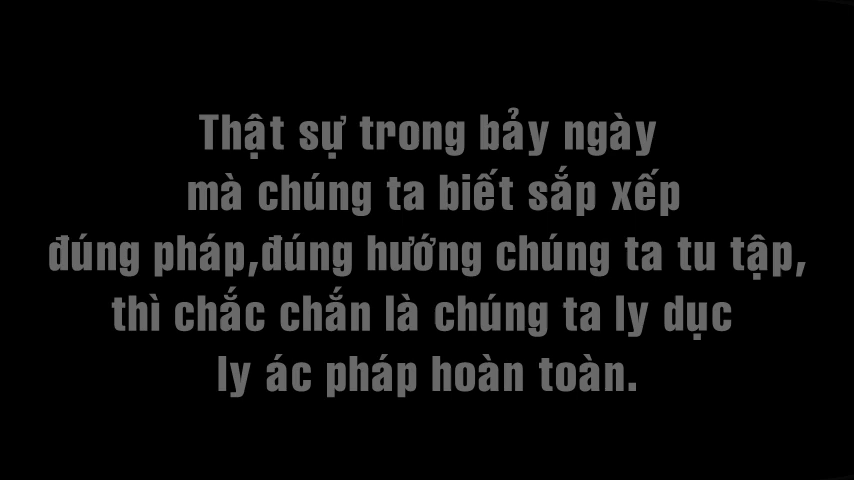 Thật sự trong bảy ngày
mà chúng ta biết sắp xếp
đúng pháp,đúng hướng chúng ta tu tập,
thì chắc chắn là chúng ta ly dục
ly ác pháp hoàn toàn.